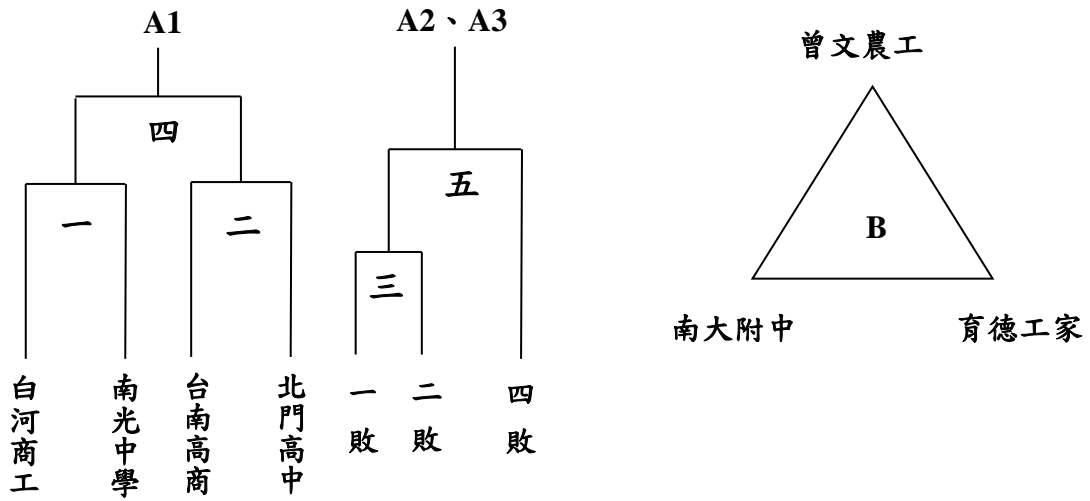 A1
A2、A3
曾文農工
四
五
一
二
B
三
南大附中
育德工家
白河商工
南光中學
台南高商
北門高中
一敗
二敗
四敗